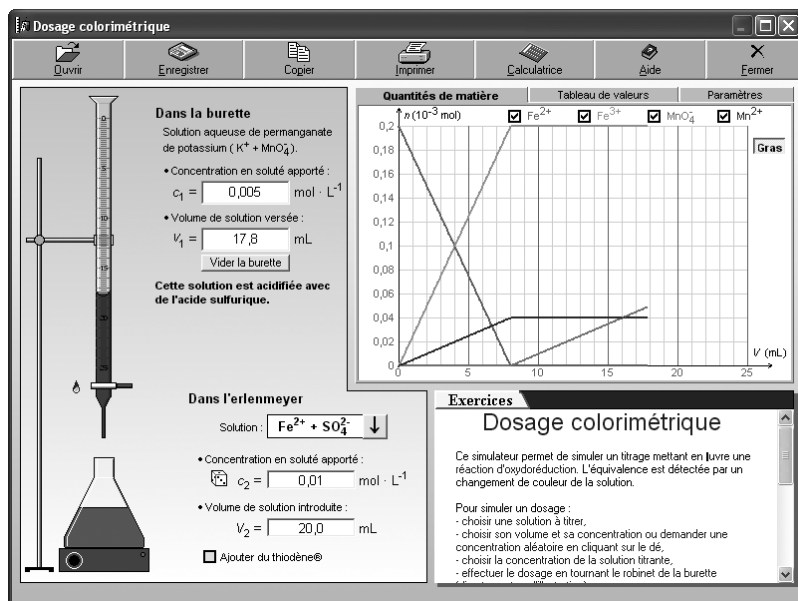 Dosage colorimétrique
Ouvrir Enregistrer Copier Imprimer Calculatrice Aide Fermer
Dans la burette
Solution aqueuse de permanganate
de potassium ( K⁺ + MnO₄⁻).
• Concentration en soluté apporté :
c₁ = 0,005 mol · L⁻¹
• Volume de solution versée :
V₁ = 17,8 mL
Vider la burette
Cette solution est acidifiée avec
de l'acide sulfurique.
Dans l'erlenmeyer
Solution : Fe²⁺ + SO₄²⁻
• Concentration en soluté apporté :
c₂ = 0,01 mol · L⁻¹
• Volume de solution introduite :
V₂ = 20,0 mL
Ajouter du thiodène®
Quantités de matière Tableau de valeurs Paramètres
n (10⁻³ mol) Fe²⁺ Fe³⁺ MnO₄⁻ Mn²⁺
Gras
0,2
0,18
0,16
0,14
0,12
0,1
0,08
0,06
0,04
0,02
0
0 5 10 15 20 25
V (mL)
Exercices
Dosage colorimétrique
Ce simulateur permet de simuler un titrage mettant en luvre une
réaction d'oxydoréduction. L'équivalence est détectée par un
changement de couleur de la solution.
Pour simuler un dosage :
- choisir une solution à titrer,
- choisir son volume et sa concentration ou demander une
concentration aléatoire en cliquant sur le dé,
- choisir la concentration de la solution titrante,
- effectuer le dosage en tournant le robinet de la burette